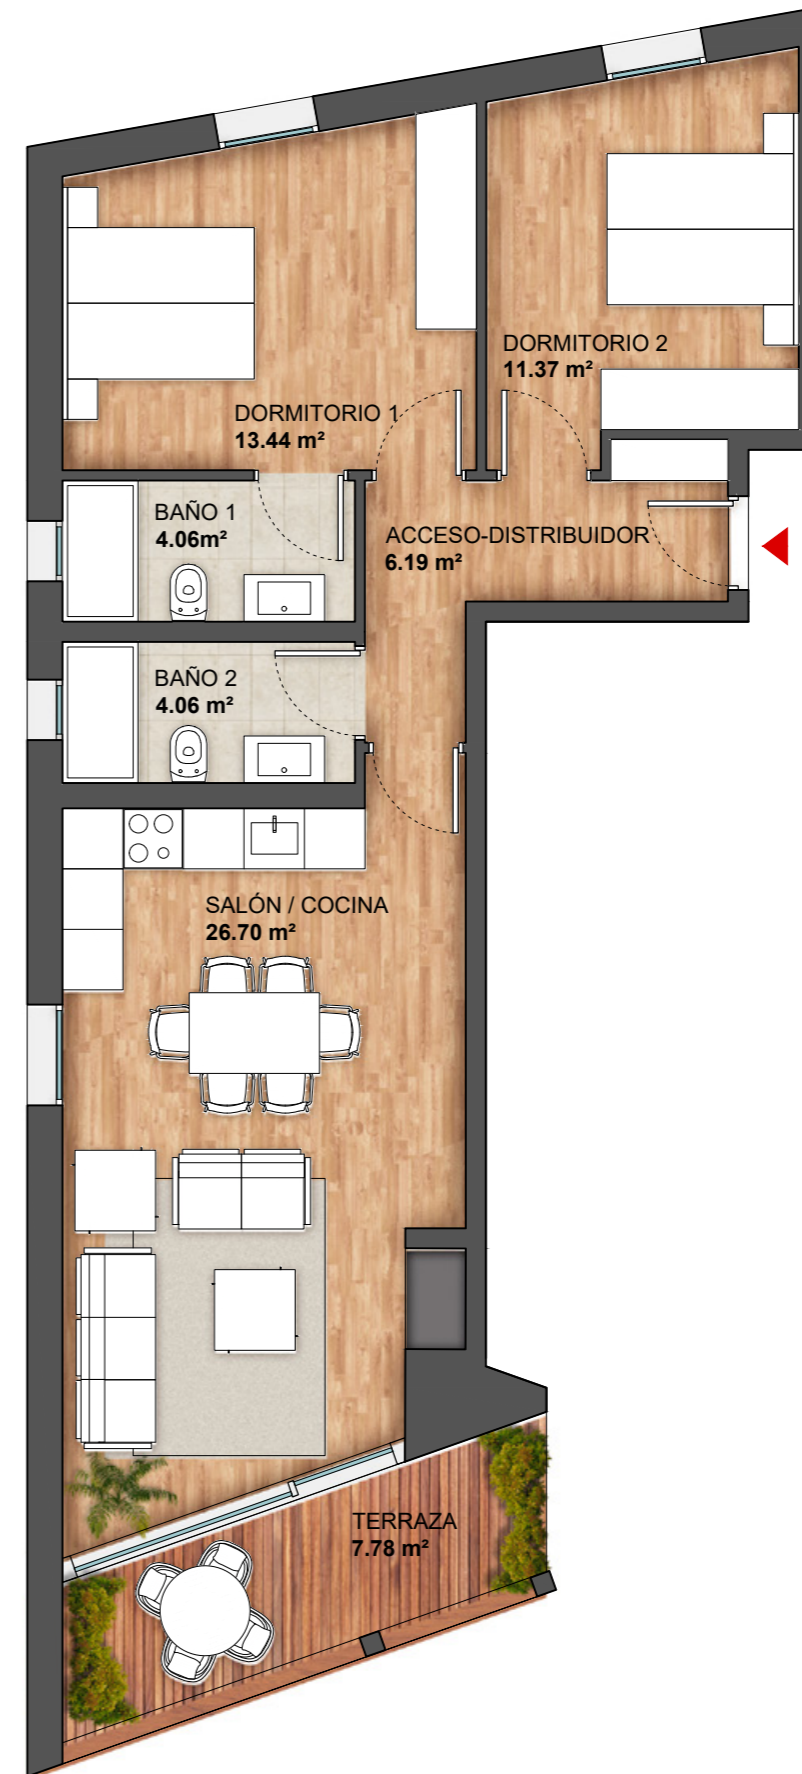 DORMITORIO 2
11.37 m²
DORMITORIO 1
13.44 m²
BAÑO 1
4.06m²
ACCESO-DISTRIBUIDOR
6.19 m²
BAÑO 2
4.06 m²
SALÓN / COCINA
26.70 m²
TERRAZA
7.78 m²